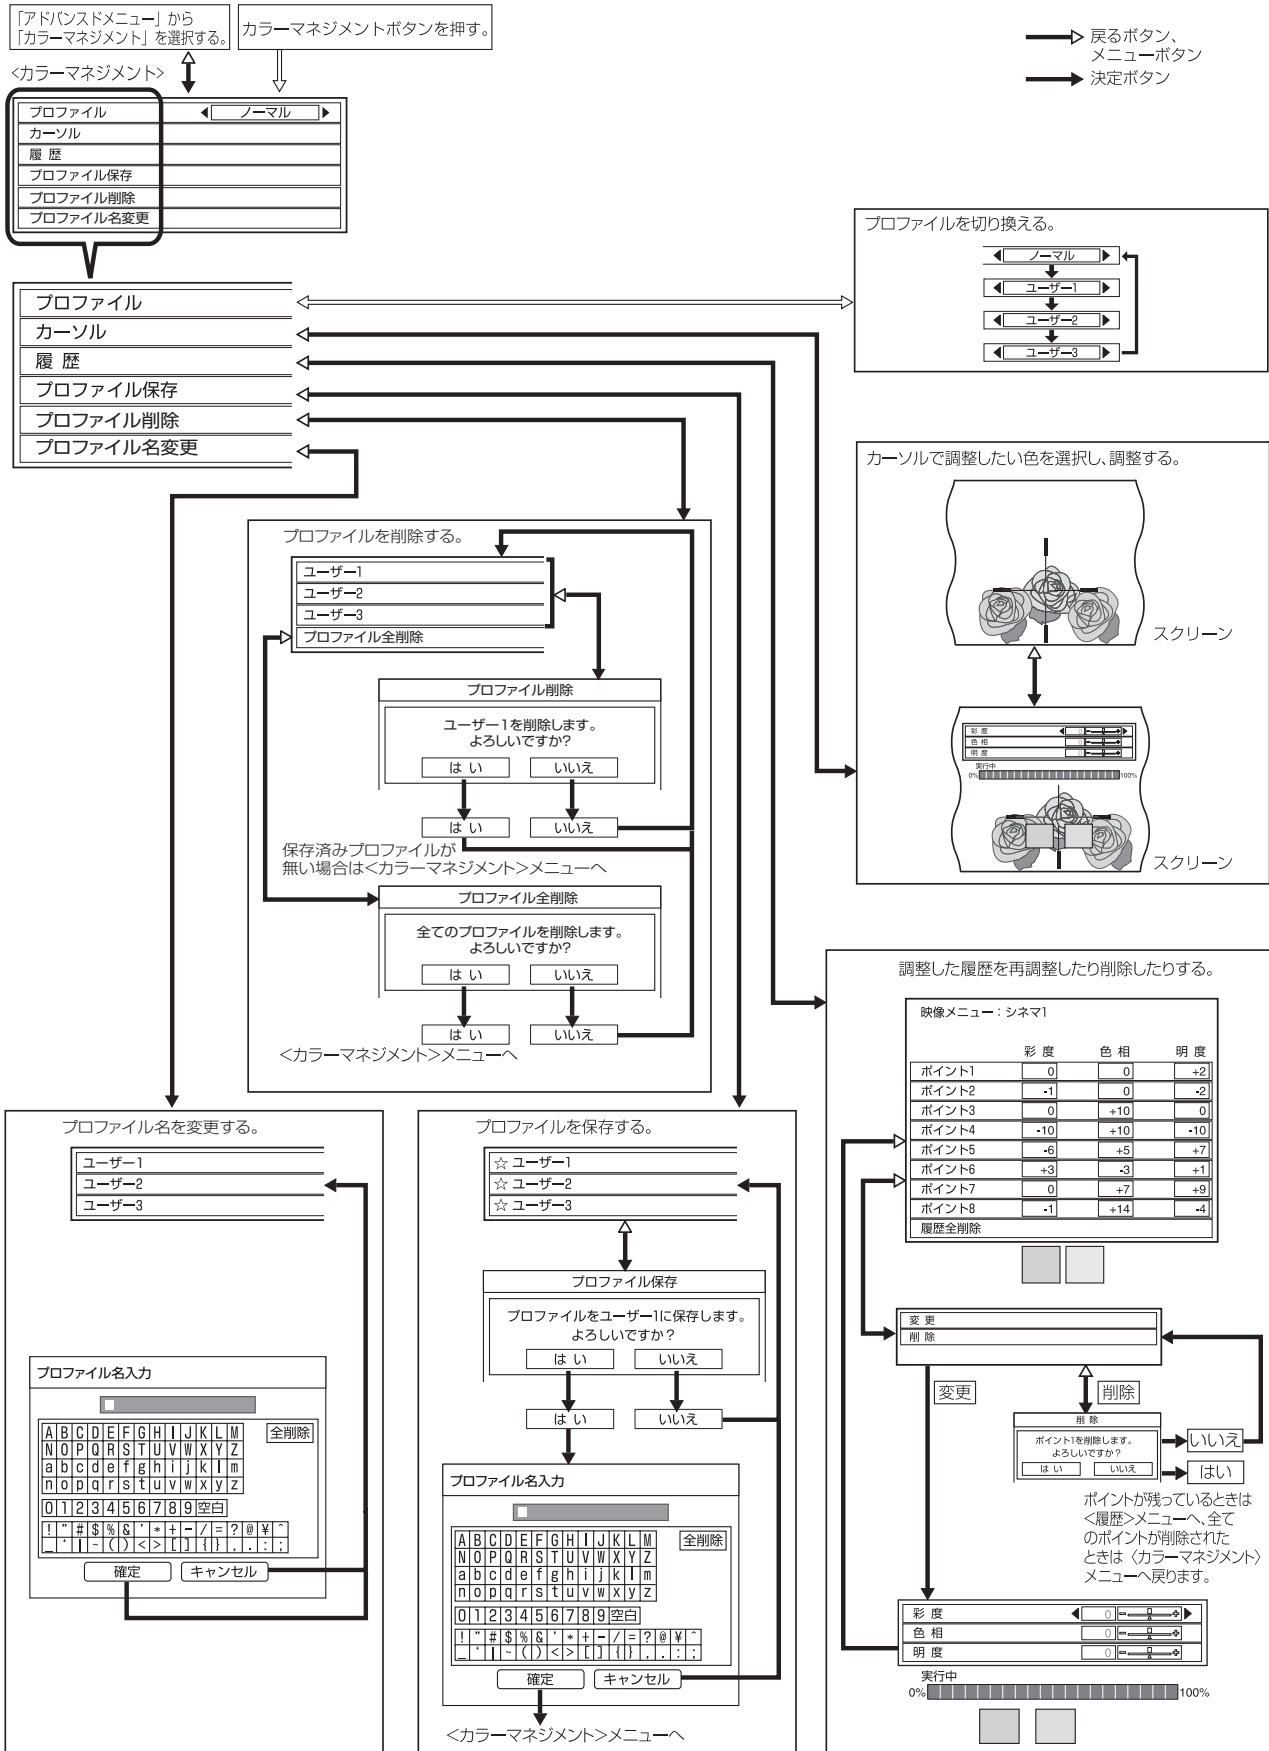 「アドバンスドメニュー」から
「カラーマネジメント」を選択する。
カラーマネジメントボタンを押す。
戻るボタン、
メニューボタン
決定ボタン
<カラーマネジメント>
プロファイル ノーマル
カーソル
履 歴
プロファイル保存
プロファイル削除
プロファイル名変更
プロファイル
カーソル
履 歴
プロファイル保存
プロファイル削除
プロファイル名変更
プロファイルを切り換える。
ノーマル
ユーザー1
ユーザー2
ユーザー3
カーソルで調整したい色を選択し、調整する。
スクリーン
彩 度 0
色 相 0
明 度 0
実行中
0% 100%
スクリーン
プロファイルを削除する。
ユーザー1
ユーザー2
ユーザー3
プロファイル全削除
プロファイル削除
ユーザー1を削除します。
よろしいですか?
は い いいえ
は い いいえ
保存済みプロファイルが
無い場合は<カラーマネジメント>メニューへ
プロファイル全削除
全てのプロファイルを削除します。
よろしいですか?
は い いいえ
は い いいえ
<カラーマネジメント>メニューへ
調整した履歴を再調整したり削除したりする。
映像メニュー:シネマ1
彩 度 色 相 明 度
ポイント1 0 0 +2
ポイント2 -1 0 -2
ポイント3 0 +10 0
ポイント4 -10 +10 -10
ポイント5 -6 +5 +7
ポイント6 +3 -3 +1
ポイント7 0 +7 +9
ポイント8 -1 +14 -4
履歴全削除
変 更
削 除
変更
削除
削 除
ポイント1を削除します。
よろしいですか?
は い いいえ
いいえ
はい
ポイントが残っているときは
<履歴>メニューへ、全て
のポイントが削除された
ときは〈カラーマネジメント〉
メニューへ戻ります。
彩 度 0
色 相 0
明 度 0
実行中
0% 100%
プロファイル名を変更する。
ユーザー1
ユーザー2
ユーザー3
プロファイル名入力
A B C D E F G H I J K L M 全削除
N O P Q R S T U V W X Y Z
a b c d e f g h i j k l m
n o p q r s t u v w x y z
0 1 2 3 4 5 6 7 8 9 空白
! " # $ % & ' * + - / = ? @ ¥ ^
_ ` | ~ ( ) < > [ ] { } , . : ;
確定 キャンセル
プロファイルを保存する。
☆ ユーザー1
☆ ユーザー2
☆ ユーザー3
プロファイル保存
プロファイルをユーザー1に保存します。
よろしいですか?
は い いいえ
は い いいえ
プロファイル名入力
A B C D E F G H I J K L M 全削除
N O P Q R S T U V W X Y Z
a b c d e f g h i j k l m
n o p q r s t u v w x y z
0 1 2 3 4 5 6 7 8 9 空白
! " # $ % & ' * + - / = ? @ ¥ ^
_ ` | ~ ( ) < > [ ] { } , . : ;
確定 キャンセル
<カラーマネジメント>メニューへ